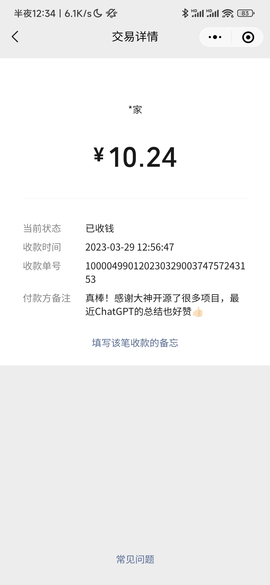 半夜12:34 | 6.1K/s
63
交易详情
*家
¥10.24
当前状态 已收钱
收款时间 2023-03-29 12:56:47
收款单号 100004990120230329003747572431
53
付款方备注 真棒！感谢大神开源了很多项目，最
近ChatGPT的总结也好赞👍🏻
填写该笔收款的备忘
常见问题